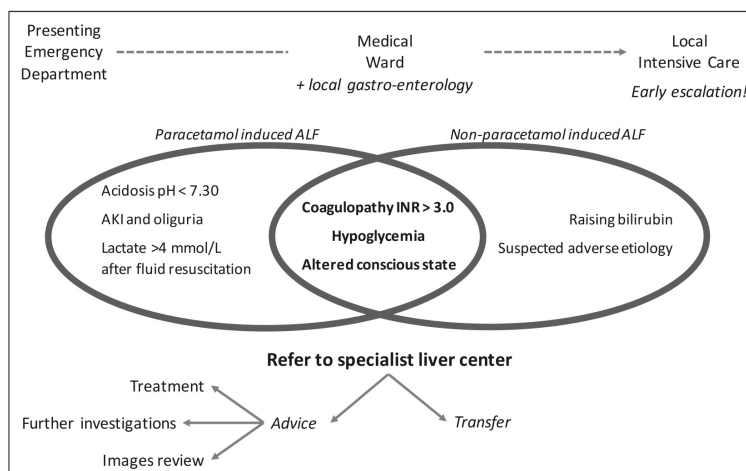 Presenting
Emergency
Department
Medical
Ward
+ local gastro-enterology
Local
Intensive Care
Early escalation!
Paracetamol induced ALF
Non-paracetamol induced ALF
Acidosis pH < 7.30
AKI and oliguria
Lactate >4 mmol/L
after fluid resuscitation
Coagulopathy INR > 3.0
Hypoglycemia
Altered conscious state
Raising bilirubin
Suspected adverse etiology
Refer to specialist liver center
Treatment
Further investigations
Images review
Advice
Transfer